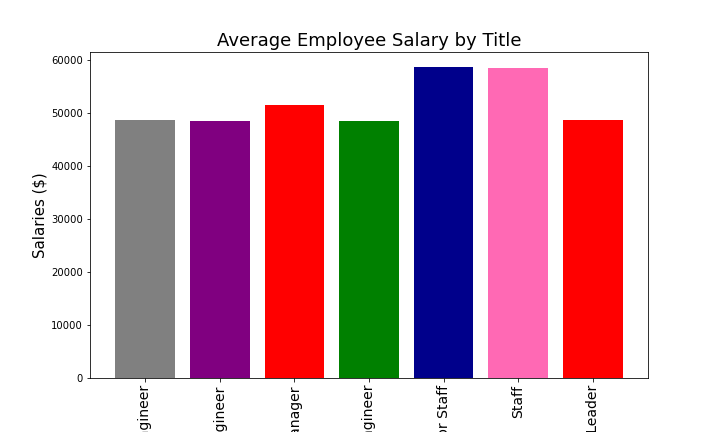 Average Employee Salary by Title
Salaries ($)
60000
50000
40000
30000
20000
10000
0
gineer
gineer
anager
gineer
or Staff
Staff
Leader